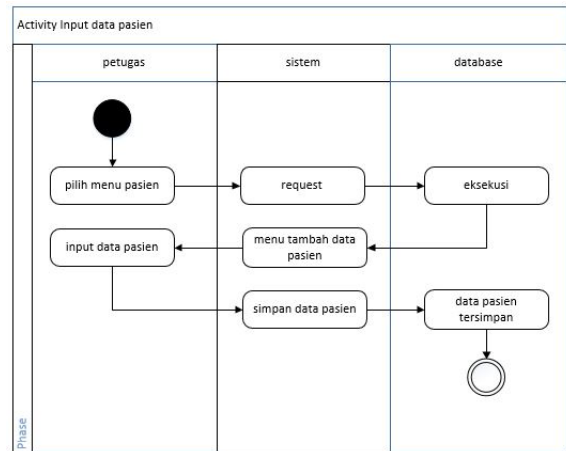 Activity Input data pasien
petugas
sistem
database
pilih menu pasien
request
eksekusi
input data pasien
menu tambah data
pasien
simpan data pasien
data pasien
tersimpan
Phase